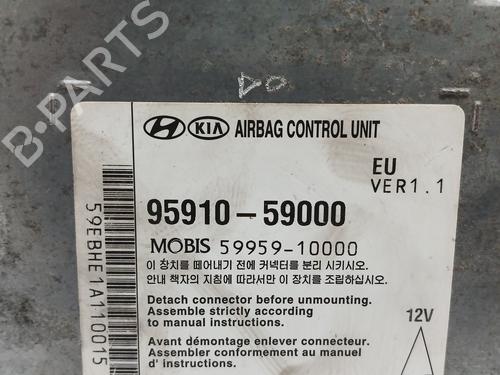 B-PARTS
DO
HYUNDAI KIA AIRBAG CONTROL UNIT
EU
VER1.1
95910-59000
MOBIS 59959-10000
이 장치를 떼어내기 전에 커넥터를 분리 시키시오.
안내 책자의 지침에 따라서만 이 장치를 조립하십시오.
Detach connector before unmounting.
Assemble strictly according
to manual instructions.
12V
Avant démontage enlever connecteur.
Assembler conformement au manuel
d' instructions.
59EBHE1A110015